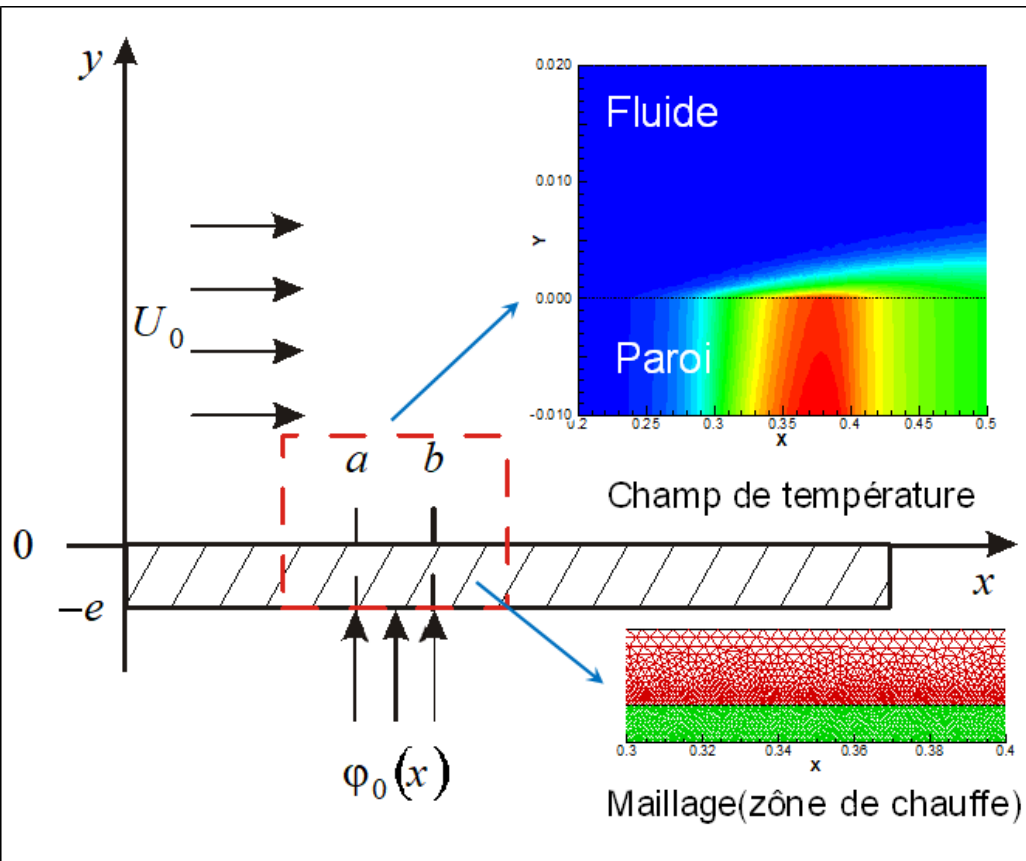 y
U₀
a
b
0
–e
x
φ₀(x)
0.020
0.010
0.000
-0.010
Y
Fluide
Paroi
0.2
0.3
0.35
0.4
0.45
0.5
X
Champ de température
0.3
0.32
0.34
0.36
0.38
0.4
X
Maillage(zône de chauffe)